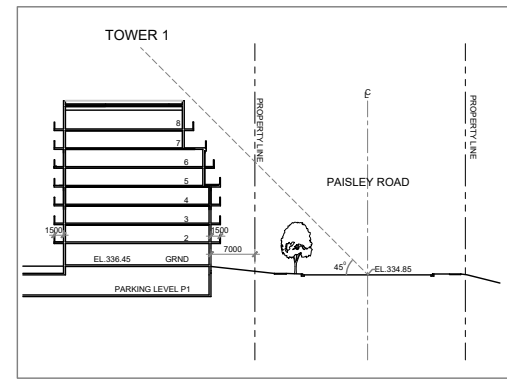 TOWER 1
℄
PROPERTY LINE
PROPERTY LINE
8
7
6
5
4
3
2
PAISLEY ROAD
1500
1500
7000
EL.336.45
GRND
45°
EL.334.85
PARKING LEVEL P1